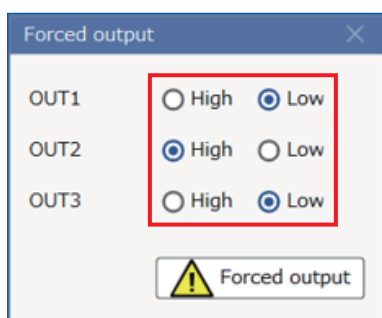 Forced output
OUT1 High Low
OUT2 High Low
OUT3 High Low
Forced output